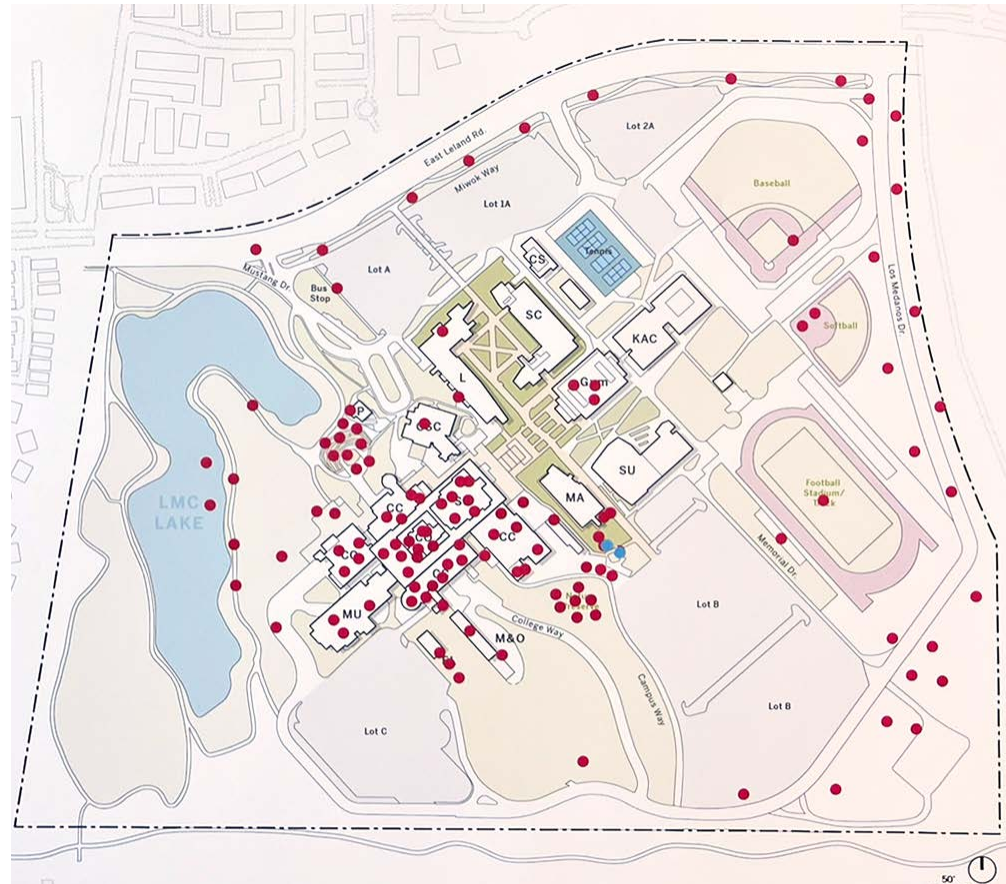 Lot 2A
East Leland Rd.
Miwok Way
Baseball
Lot 1A
CS
Tennis
Lot A
Mustang Dr.
Bus
Stop
Los Medanos Dr.
SC
KAC
Softball
L
Gym
P
SU
MA
Football
Stadium/
LMC
LAKE
CC
CC
Memorial Dr.
MU
Lot B
College Way
M&O
Campus Way
Lot B
Lot C
50'